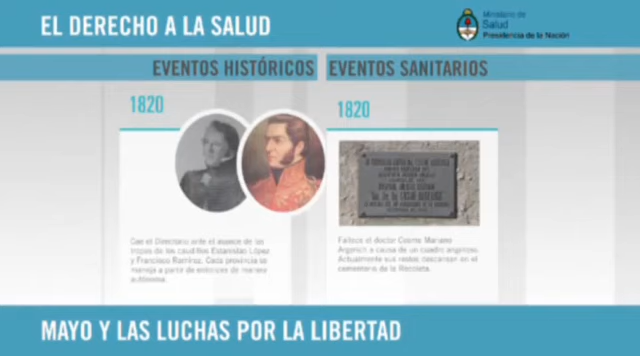 EL DERECHO A LA SALUD
Ministerio de
Salud
Presidencia de la Nación
EVENTOS HISTÓRICOS
EVENTOS SANITARIOS
1820
Cae el Directorio ante el avance de las
tropas de los caudillos Estanislao López
y Francisco Ramírez. Cada provincia se
maneja a partir de entonces de manera
autónoma.
1820
Fallece el doctor Cosme Mariano
Argerich a causa de un cuadro anginoso.
Actualmente sus restos descansan en el
cementerio de la Recoleta.
MAYO Y LAS LUCHAS POR LA LIBERTAD